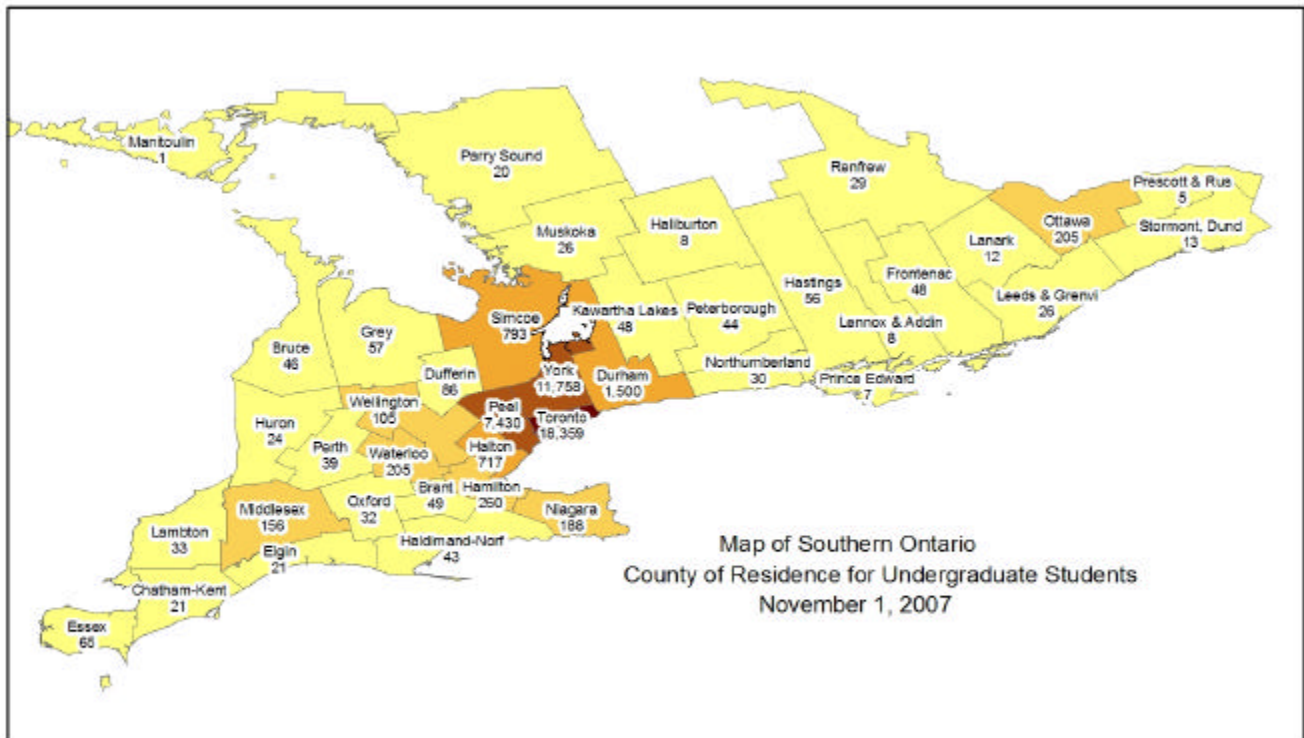 Manitoulin
1
Parry Sound
20
Renfrew
29
Prescott & Rus
5
Ottawa
205
Stormont, Dund
13
Muskoka
26
Haliburton
8
Lanark
12
Hastings
56
Frontenac
48
Leeds & Grenvi
26
Simcoe
793
Kawartha Lakes
48
Peterborough
44
Lennox & Addin
8
Grey
57
Bruce
46
Dufferin
86
York
11,758
Durham
1,500
Northumberland
30
Prince Edward
7
Wellington
105
Peel
7,430
Toronto
18,359
Huron
24
Perth
39
Waterloo
205
Halton
717
Brant
49
Hamilton
260
Middlesex
156
Oxford
32
Niagara
188
Lambton
33
Elgin
21
Haldimand-Norf
43
Chatham-Kent
21
Essex
65
Map of Southern Ontario
County of Residence for Undergraduate Students
November 1, 2007